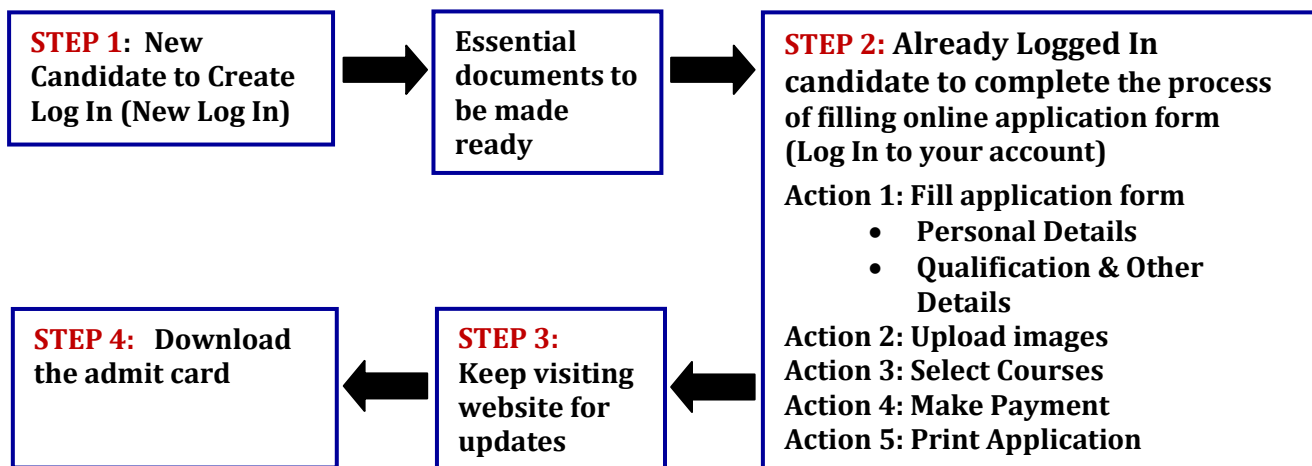 STEP 1: New
Candidate to Create
Log In (New Log In)
Essential
documents to
be made
ready
STEP 2: Already Logged In
candidate to complete the process
of filling online application form
(Log In to your account)
Action 1: Fill application form
• Personal Details
• Qualification & Other
Details
Action 2: Upload images
Action 3: Select Courses
Action 4: Make Payment
Action 5: Print Application
STEP 3:
Keep visiting
website for
updates
STEP 4: Download
the admit card